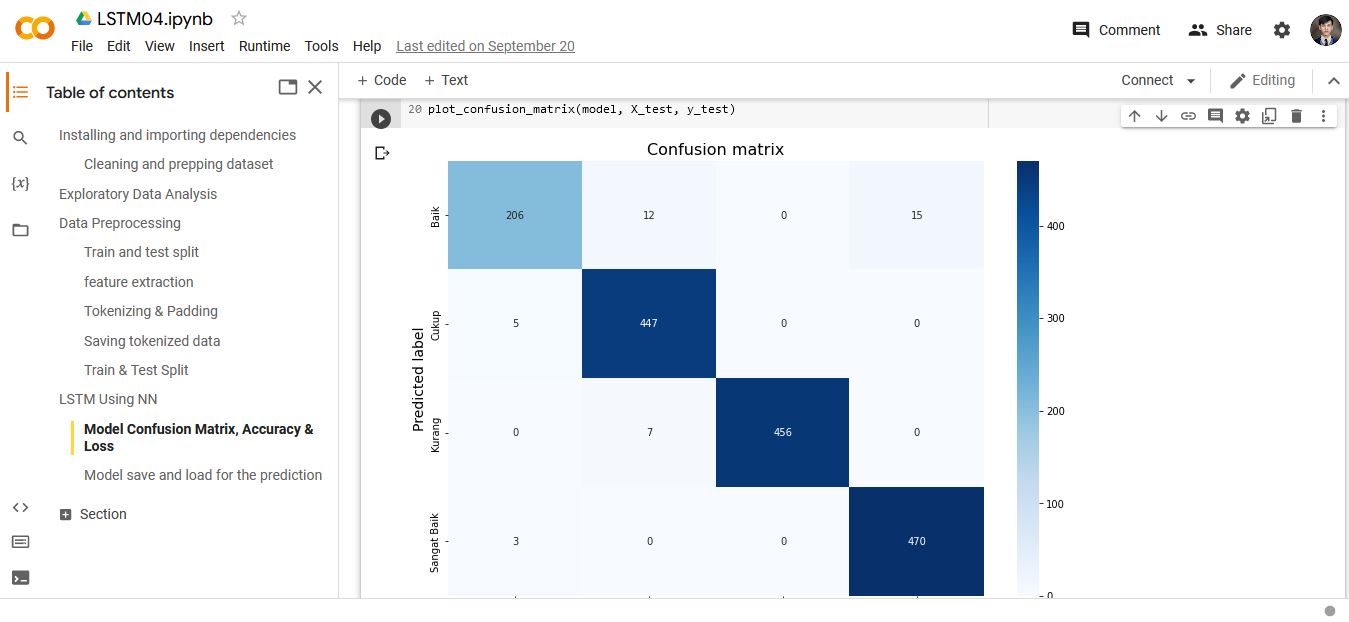 LSTM04.ipynb
File Edit View Insert Runtime Tools Help Last edited on September 20
Comment Share
Table of contents
+ Code + Text
Connect Editing
Installing and importing dependencies
Cleaning and prepping dataset
Exploratory Data Analysis
Data Preprocessing
Train and test split
feature extraction
Tokenizing & Padding
Saving tokenized data
Train & Test Split
LSTM Using NN
Model Confusion Matrix, Accuracy &
Loss
Model save and load for the prediction
Section
{x}
<>
20 plot_confusion_matrix(model, X_test, y_test)
Confusion matrix
Predicted label
Baik 206 12 0 15
Cukup 5 447 0 0
Kurang 0 7 456 0
Sangat Baik 3 0 0 470
400
300
200
100
0